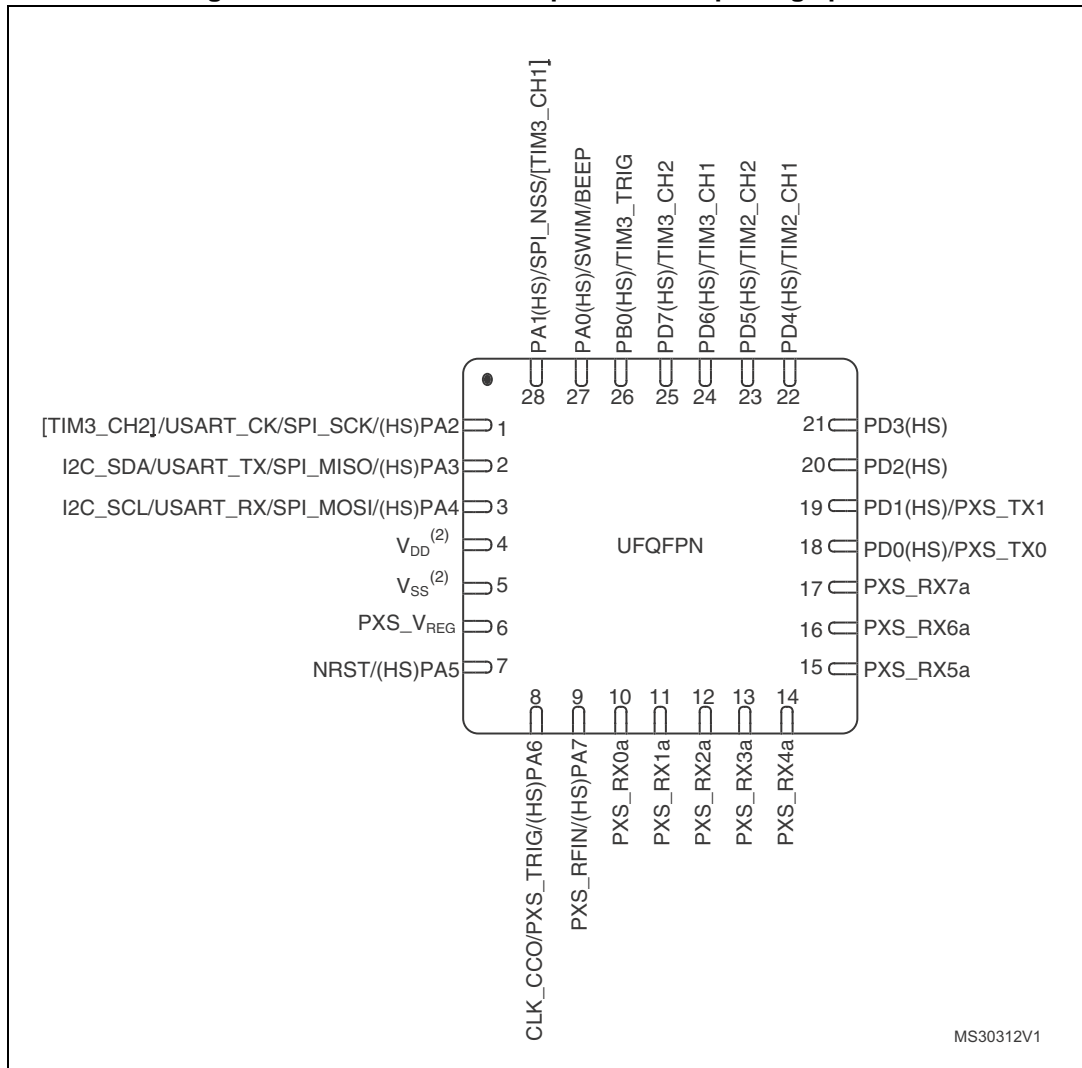 PA1(HS)/SPI_NSS/[TIM3_CH1]
PA0(HS)/SWIM/BEEP
PB0(HS)/TIM3_TRIG
PD7(HS)/TIM3_CH2
PD6(HS)/TIM3_CH1
PD5(HS)/TIM2_CH2
PD4(HS)/TIM2_CH1
28 27 26 25 24 23 22
[TIM3_CH2]/USART_CK/SPI_SCK/(HS)PA2 1
I2C_SDA/USART_TX/SPI_MISO/(HS)PA3 2
I2C_SCL/USART_RX/SPI_MOSI/(HS)PA4 3
VDD(2) 4
VSS(2) 5
PXS_VREG 6
NRST/(HS)PA5 7
UFQFPN
21 PD3(HS)
20 PD2(HS)
19 PD1(HS)/PXS_TX1
18 PD0(HS)/PXS_TX0
17 PXS_RX7a
16 PXS_RX6a
15 PXS_RX5a
8 9 10 11 12 13 14
CLK_CCO/PXS_TRIG/(HS)PA6
PXS_RFIN/(HS)PA7
PXS_RX0a
PXS_RX1a
PXS_RX2a
PXS_RX3a
PXS_RX4a
MS30312V1